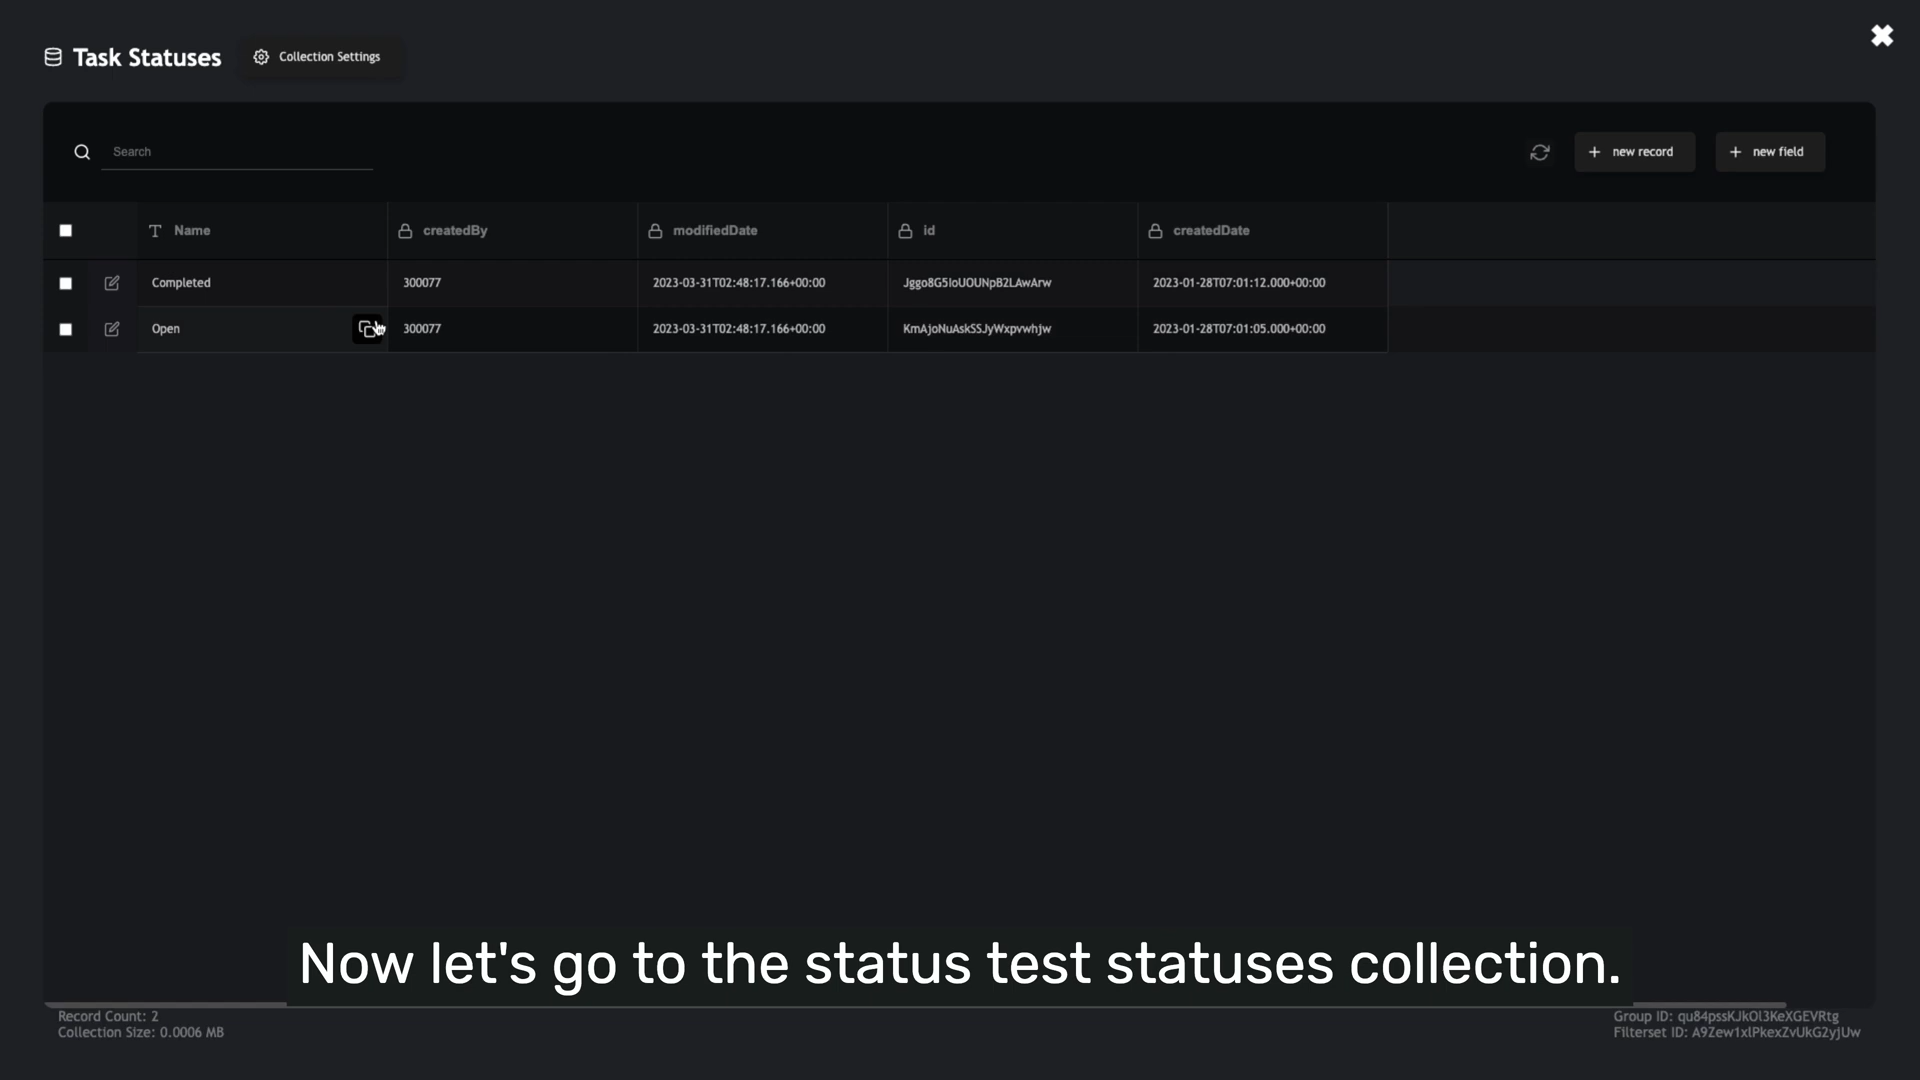 Task Statuses
Collection Settings
Search
new record
new field
Name createdBy modifiedDate id createdDate
Completed 300077 2023-03-31T02:48:17.166+00:00 Jggo8G5IoUOUNpB2LAwArw 2023-01-28T07:01:12.000+00:00
Open 300077 2023-03-31T02:48:17.166+00:00 KmAjoNuAskSSJyWxpvwhjw 2023-01-28T07:01:05.000+00:00
Now let's go to the status test statuses collection.
Record Count: 2
Collection Size: 0.0006 MB
Group ID: qu84pssKJkOl3KeXGEVRtg
Filterset ID: A9Zew1xlPkexZvUkG2yjUw